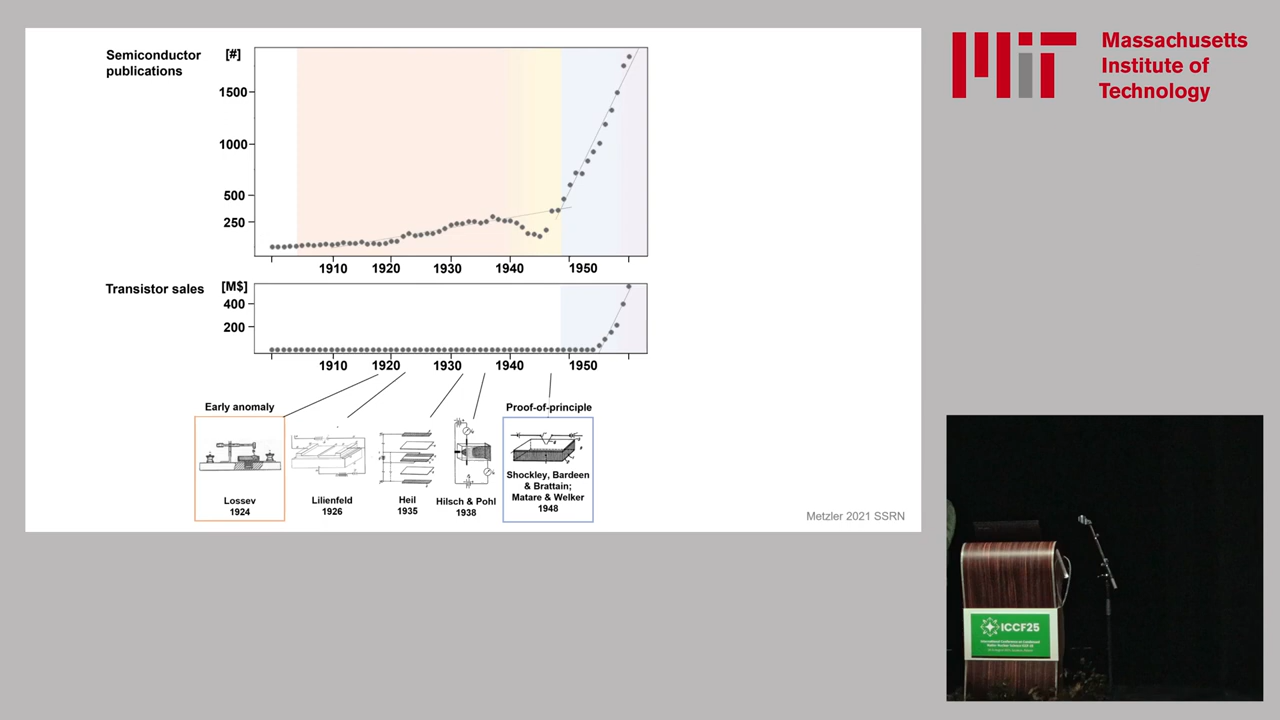 Semiconductor
publications
[#]
1500
1000
500
250
1910 1920 1930 1940 1950
Transistor sales
[M$]
400
200
1910 1920 1930 1940 1950
Early anomaly
Proof-of-principle
Lossev
1924
Lilienfeld
1926
Heil
1935
Hilsch & Pohl
1938
Shockley, Bardeen
& Brattain;
Matare & Welker
1948
Metzler 2021 SSRN
MIT
Massachusetts
Institute of
Technology
ICCF25